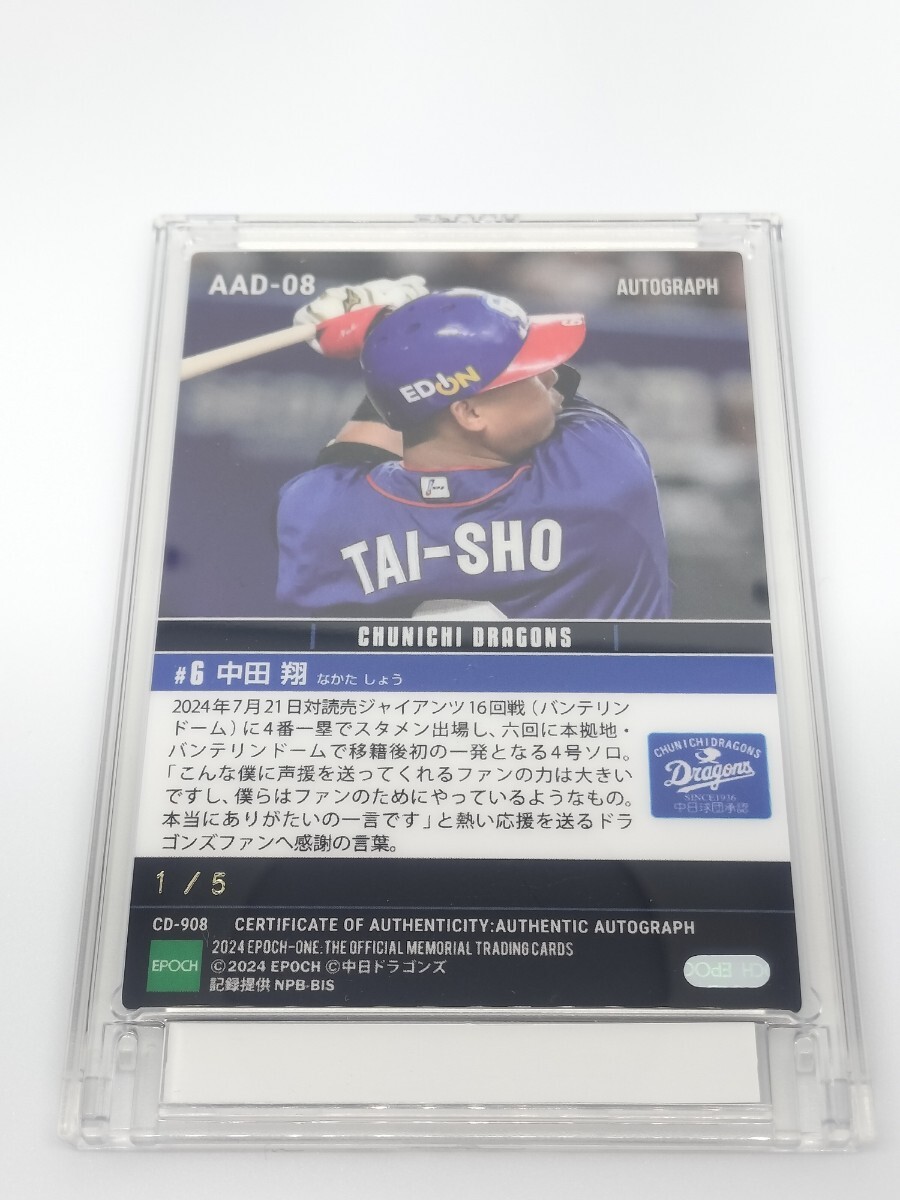 AAD-08
AUTOGRAPH
EDION
TAI-SHO
CHUNICHI DRAGONS
#6 中田 翔 なかた しょう
2024年7月21日対読売ジャイアンツ16回戦（バンテリン
ドーム）に4番一塁でスタメン出場し、六回に本拠地・
バンテリンドームで移籍後初の一発となる4号ソロ。
「こんな僕に声援を送ってくれるファンの力は大きい
ですし、僕らはファンのためにやっているようなもの。
本当にありがたいの一言です」と熱い応援を送るドラ
ゴンズファンへ感謝の言葉。
CHUNICHI DRAGONS
Dragons
SINCE1936
中日球団承認
1 / 5
CD-908 CERTIFICATE OF AUTHENTICITY:AUTHENTIC AUTOGRAPH
2024 EPOCH-ONE:THE OFFICIAL MEMORIAL TRADING CARDS
EPOCH
©2024 EPOCH ©中日ドラゴンズ
記録提供 NPB-BIS